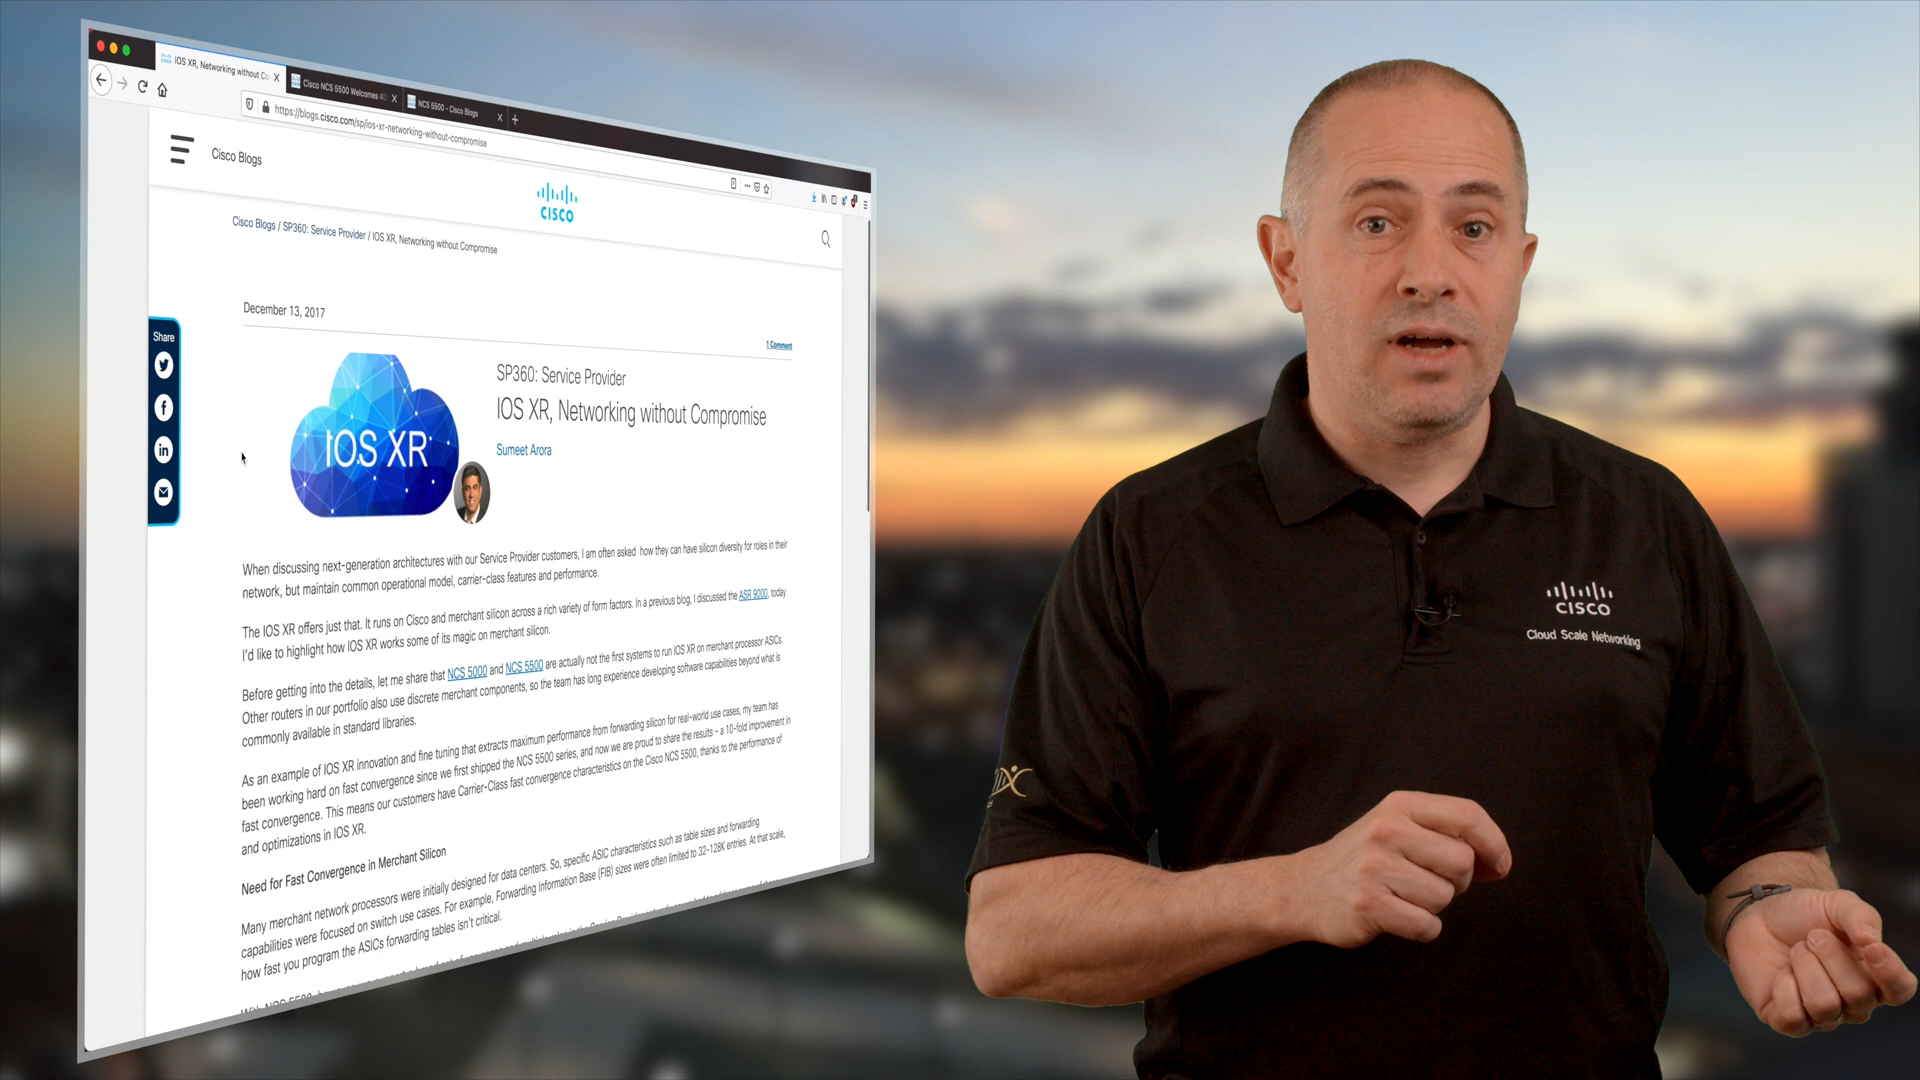 IOS XR, Networking without Co
Cisco NCS 5500 Welcomes
NCS 5500 - Cisco Blogs
https://blogs.cisco.com/sp/ios-xr-networking-without-compromise
Cisco Blogs
CISCO
Cisco Blogs / SP360: Service Provider / IOS XR, Networking without Compromise
December 13, 2017
1 Comment
Share
IOS XR
SP360: Service Provider
IOS XR, Networking without Compromise
Sumeet Arora
When discussing next-generation architectures with our Service Provider customers, I am often asked how they can have silicon diversity for roles in their
network, but maintain common operational model, carrier-class features and performance.
The IOS XR offers just that. It runs on Cisco and merchant silicon across a rich variety of form factors. In a previous blog, I discussed the ASR 9000, today
I'd like to highlight how IOS XR works some of its magic on merchant silicon.
Before getting into the details, let me share that NCS 5000 and NCS 5500 are actually not the first systems to run IOS XR on merchant processor ASICs.
Other routers in our portfolio also use discrete merchant components, so the team has long experience developing software capabilities beyond what is
commonly available in standard libraries.
As an example of IOS XR innovation and fine tuning that extracts maximum performance from forwarding silicon for real-world use cases, my team has
been working hard on fast convergence since we first shipped the NCS 5500 series, and now we are proud to share the results – a 10-fold improvement in
fast convergence. This means our customers have Carrier-Class fast convergence characteristics on the Cisco NCS 5500, thanks to the performance of
and optimizations in IOS XR.
Need for Fast Convergence in Merchant Silicon
Many merchant network processors were initially designed for data centers. So, specific ASIC characteristics such as table sizes and forwarding
capabilities were focused on switch use cases. For example, Forwarding Information Base (FIB) sizes were often limited to 32-128K entries. At that scale,
how fast you program the ASICs forwarding tables isn't critical.
CISCO
Cloud Scale Networking